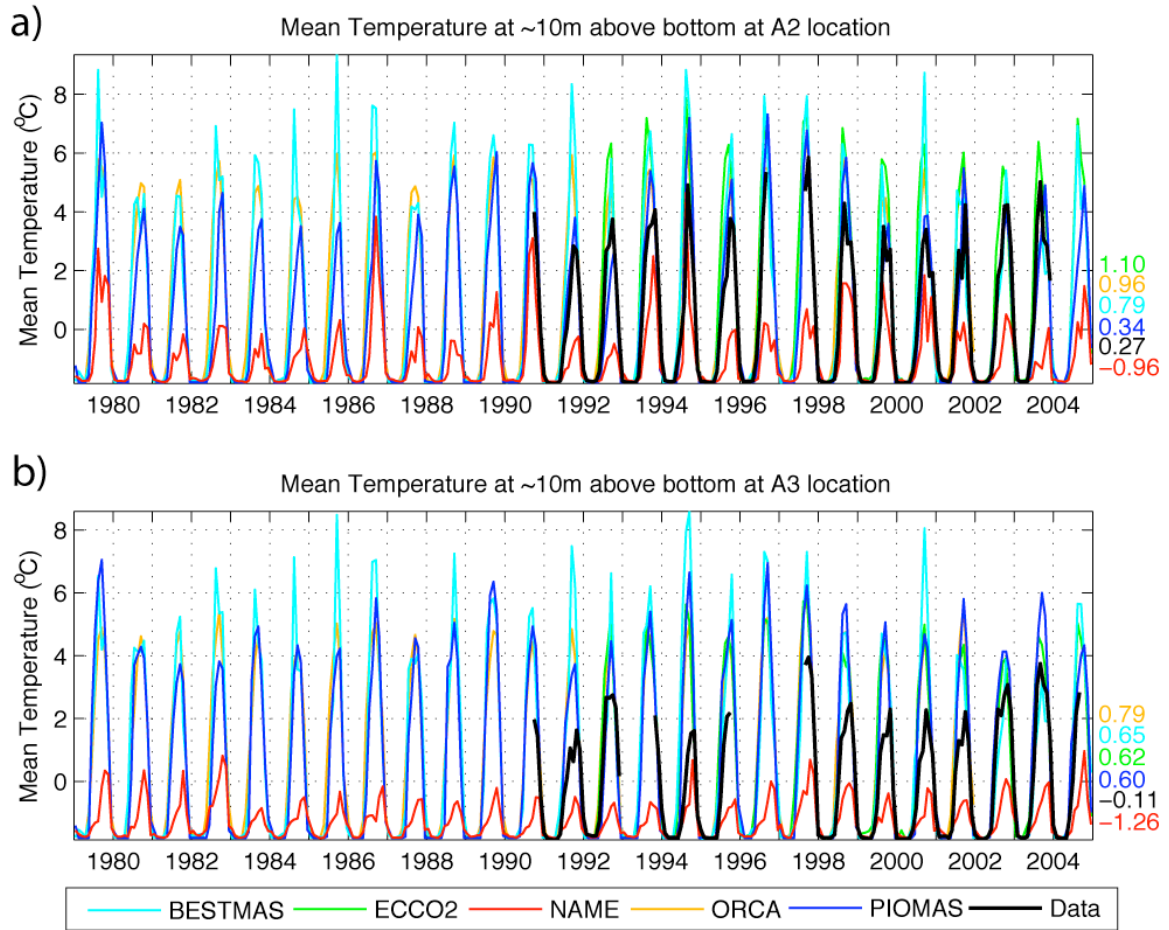 a)
Mean Temperature at ~10m above bottom at A2 location
Mean Temperature (°C)
8
6
4
2
0
1.10
0.96
0.79
0.34
0.27
−0.96
1980 1982 1984 1986 1988 1990 1992 1994 1996 1998 2000 2002 2004
b)
Mean Temperature at ~10m above bottom at A3 location
Mean Temperature (°C)
8
6
4
2
0
0.79
0.65
0.62
0.60
−0.11
−1.26
1980 1982 1984 1986 1988 1990 1992 1994 1996 1998 2000 2002 2004
BESTMAS ECCO2 NAME ORCA PIOMAS Data